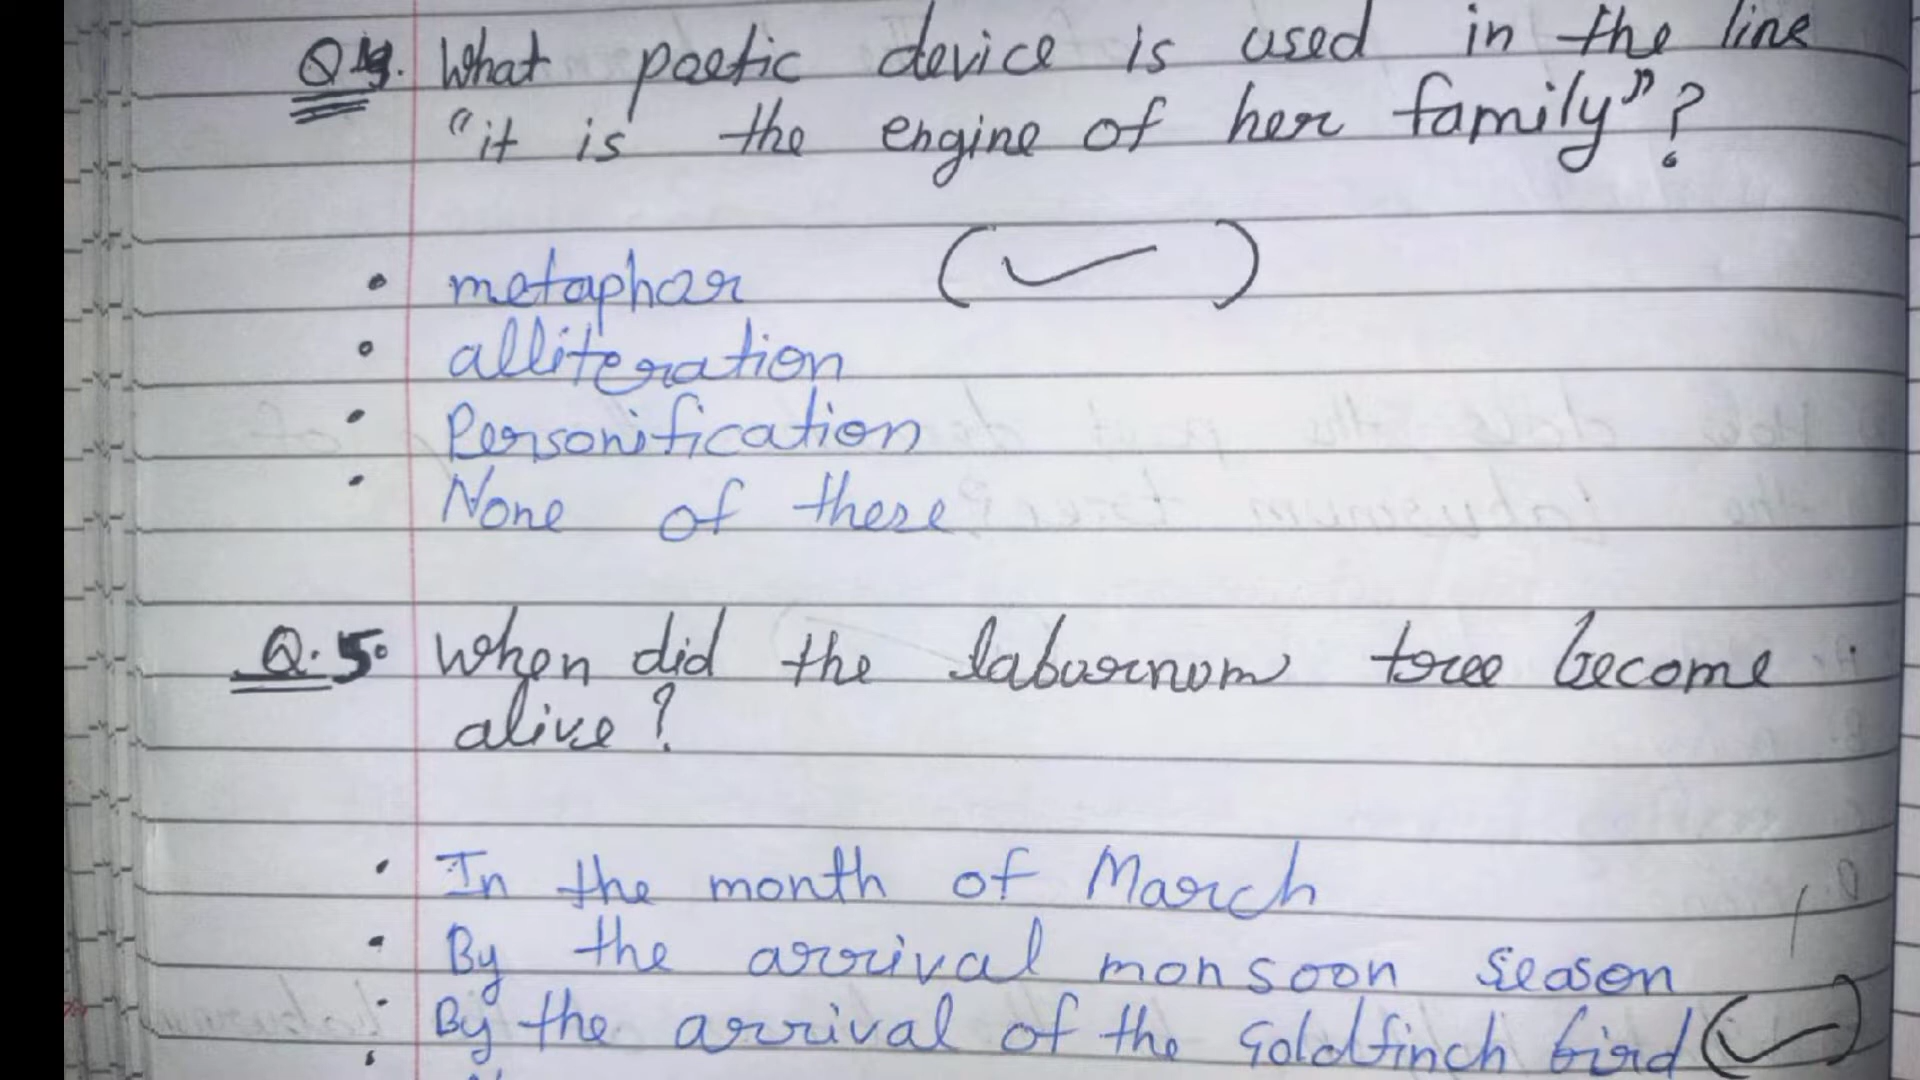 Q4. What poetic device is used in the line
"it is the engine of her family"?
• metaphor (✓)
• alliteration
• Personification
• None of these
Q.5. When did the laburnum tree become
alive?
• In the month of March
• By the arrival monsoon season
• By the arrival of the Goldfinch bird (✓)